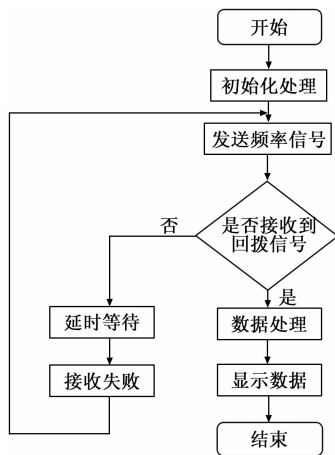 开始
初始化处理
发送频率信号
是否接收到
回拨信号
否
是
延时等待
数据处理
接收失败
显示数据
结束